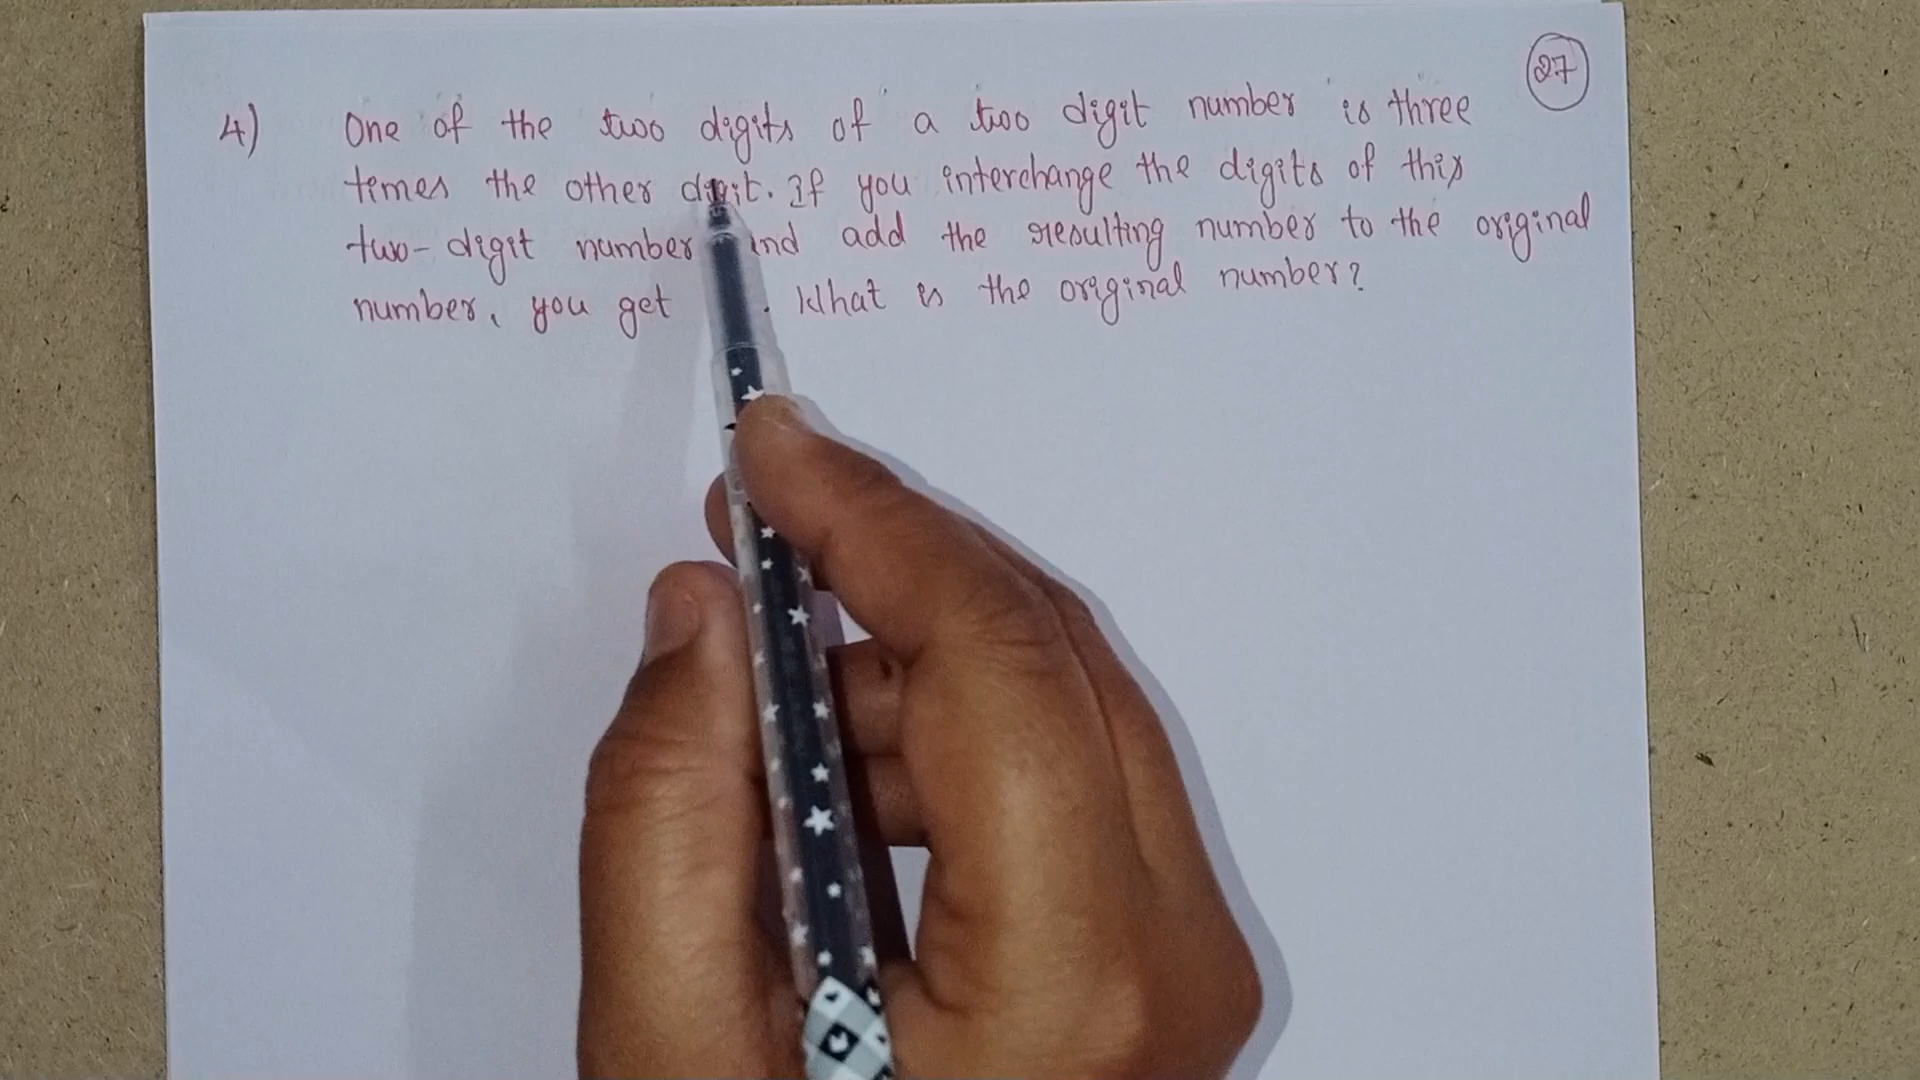 27
4) One of the two digits of a two digit number is three
times the other digit. If you interchange the digits of this
two-digit number and add the resulting number to the original
number, you get . What is the original number?